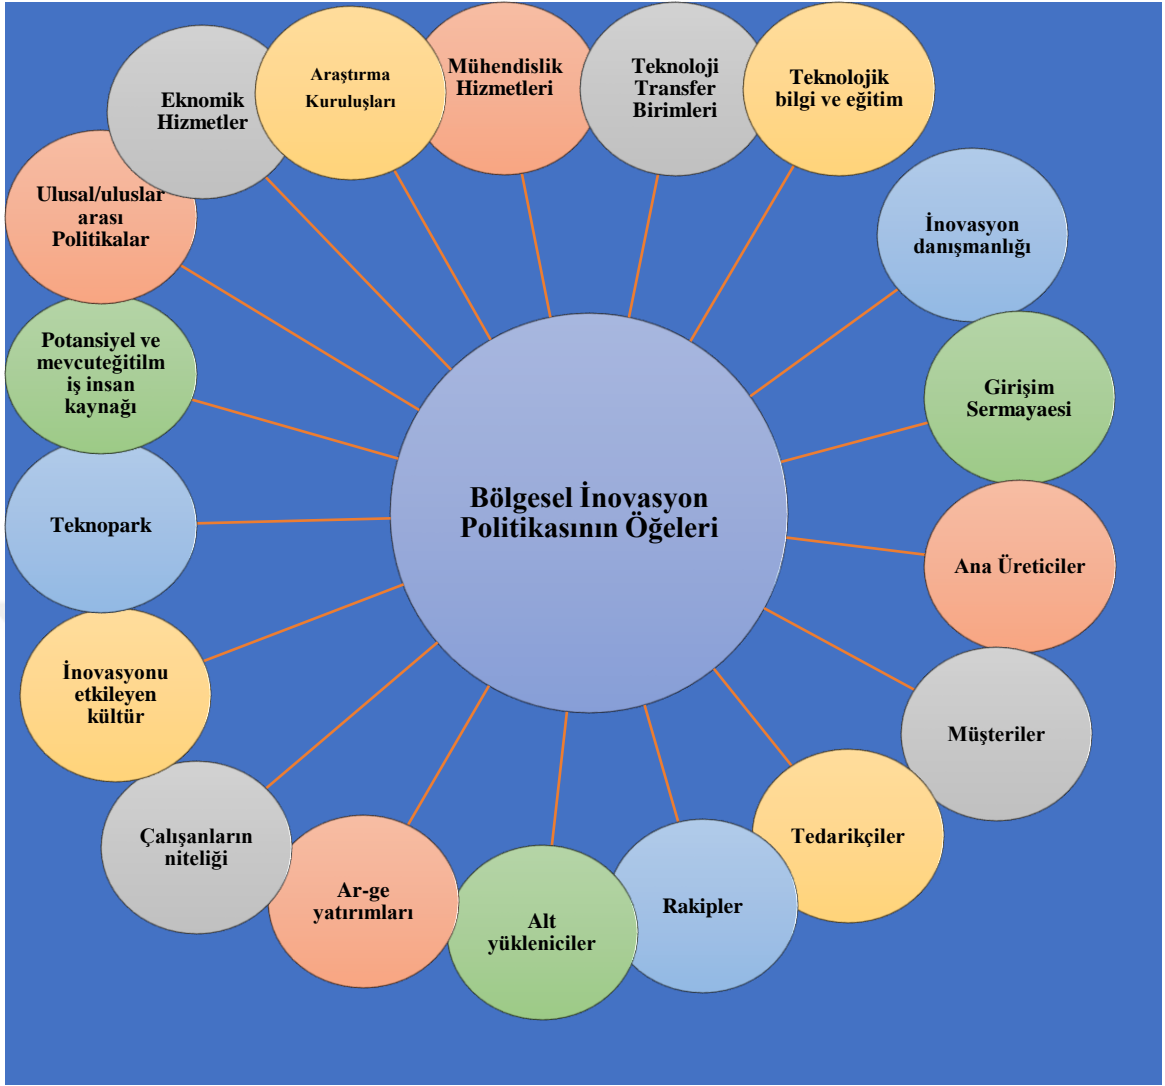 Bölgesel İnovasyon
Politikasının Öğeleri
Teknolojik
bilgi ve eğitim
İnovasyon
danışmanlığı
Girişim
Sermayaesi
Ana Üreticiler
Müşteriler
Tedarikçiler
Rakipler
Alt
yükleniciler
Ar-ge
yatırımları
Çalışanların
niteliği
İnovasyonu
etkileyen
kültür
Teknopark
Potansiyel ve
mevcuteğitilm
iş insan
kaynağı
Ulusal/uluslar
arası
Politikalar
Eknomik
Hizmetler
Araştırma
Kuruluşları
Mühendislik
Hizmetleri
Teknoloji
Transfer
Birimleri